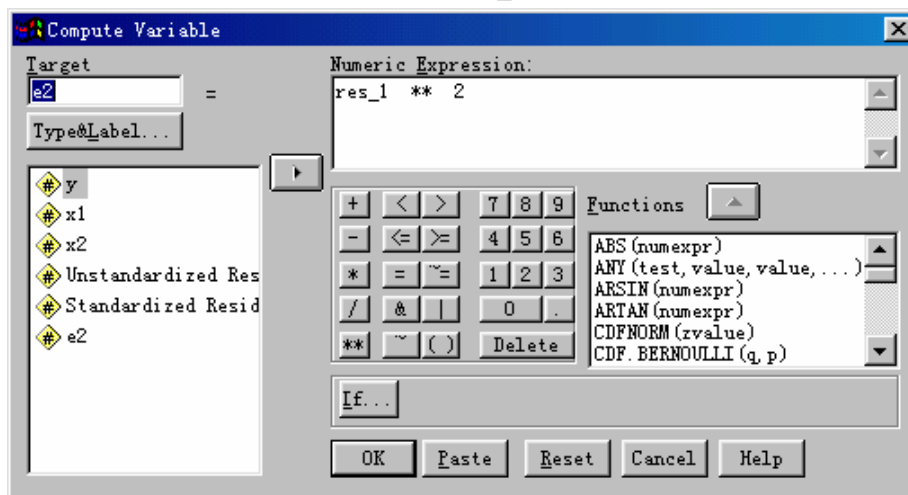 Compute Variable
Target
e2
=
Type&Label...
y
x1
x2
Unstandardized Res
Standardized Resid
e2
Numeric Expression:
res_1 ** 2
+ < > 7 8 9
- <= >= 4 5 6
* = ~= 1 2 3
/ & | 0 .
** ~ ( ) Delete
Functions
ABS(numexpr)
ANY(test,value,value,...)
ARSIN(numexpr)
ARTAN(numexpr)
CDFNORM(zvalue)
CDF.BERNOULLI(q,p)
If...
OK Paste Reset Cancel Help